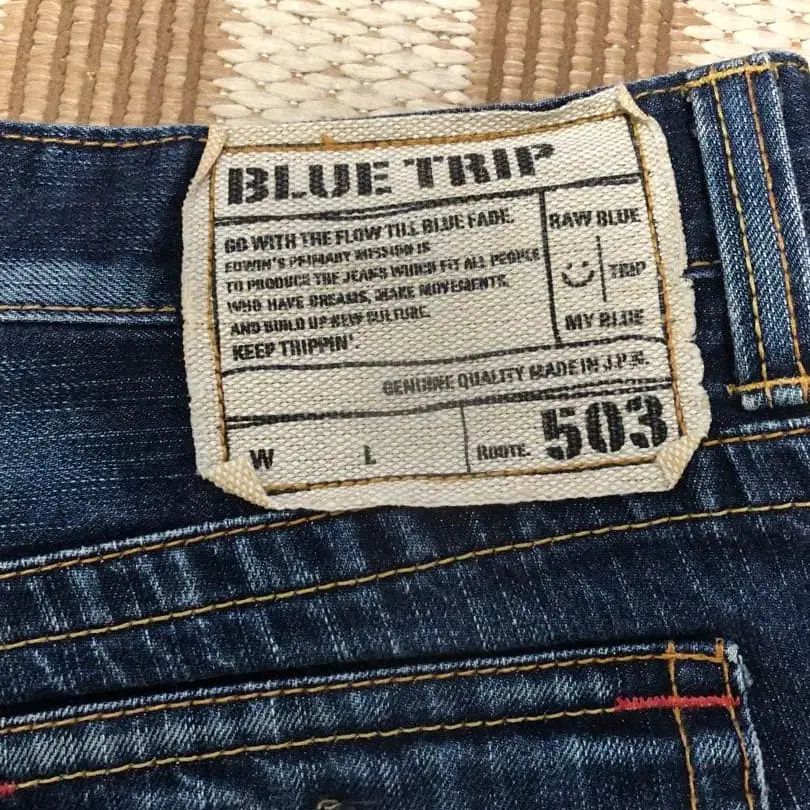 BLUE TRIP
GO WITH THE FLOW TILL BLUE FADE.
EDWIN'S PRIMARY MISSION IS
TO PRODUCE THE JEANS WHICH FIT ALL PEOPLE
WHO HAVE DREAMS, MAKE MOVEMENTS,
AND BUILD UP NEW CULTURE.
KEEP TRIPPIN'
RAW BLUE
TRIP
MY BLUE
GENUINE QUALITY MADE IN J.P.N.
W L ROUTE. 503